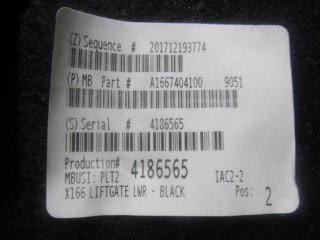 (Z) Sequence # 201712193774
(P) MB Part # A1667404100 9051
(S) Serial # 4186565
Production# 4186565
MBUSI: PLT2 IAC2-2
X166 LIFTGATE LWR - BLACK Pos: 2